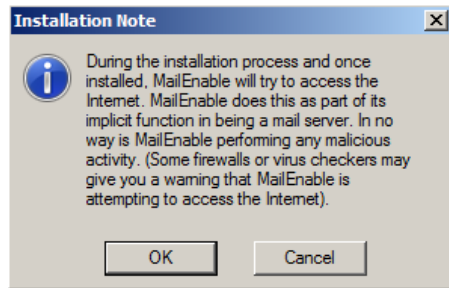 Installation Note
During the installation process and once
installed, MailEnable will try to access the
Internet. MailEnable does this as part of its
implicit function in being a mail server. In no
way is MailEnable performing any malicious
activity. (Some firewalls or virus checkers may
give you a warning that MailEnable is
attempting to access the Internet).
OK Cancel